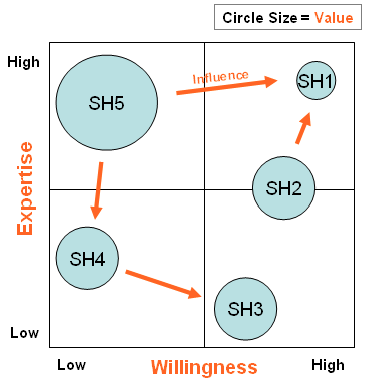 Circle Size = Value
High
Influence
SH1
SH5
Expertise
SH2
SH4
SH3
Low
Low
Willingness
High